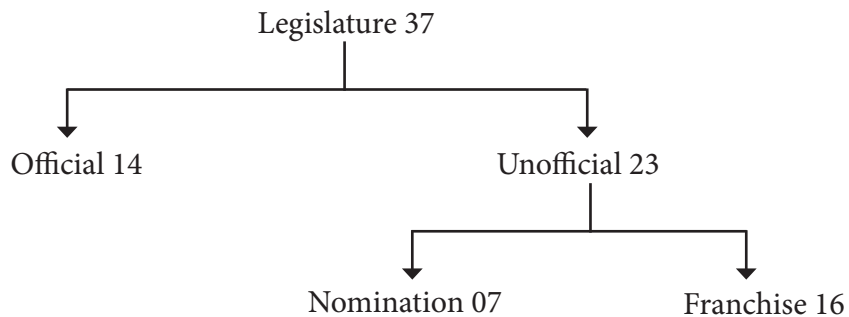 Legislature 37
Official 14
Unofficial 23
Nomination 07
Franchise 16